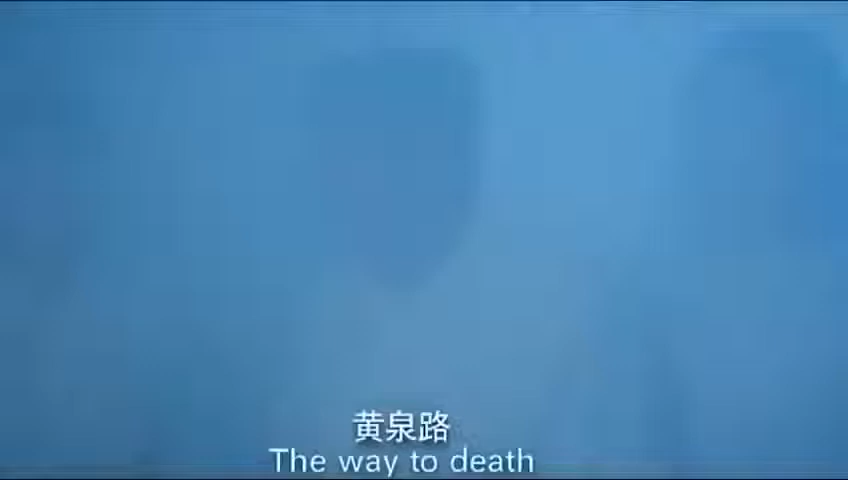 黄泉路
The way to death